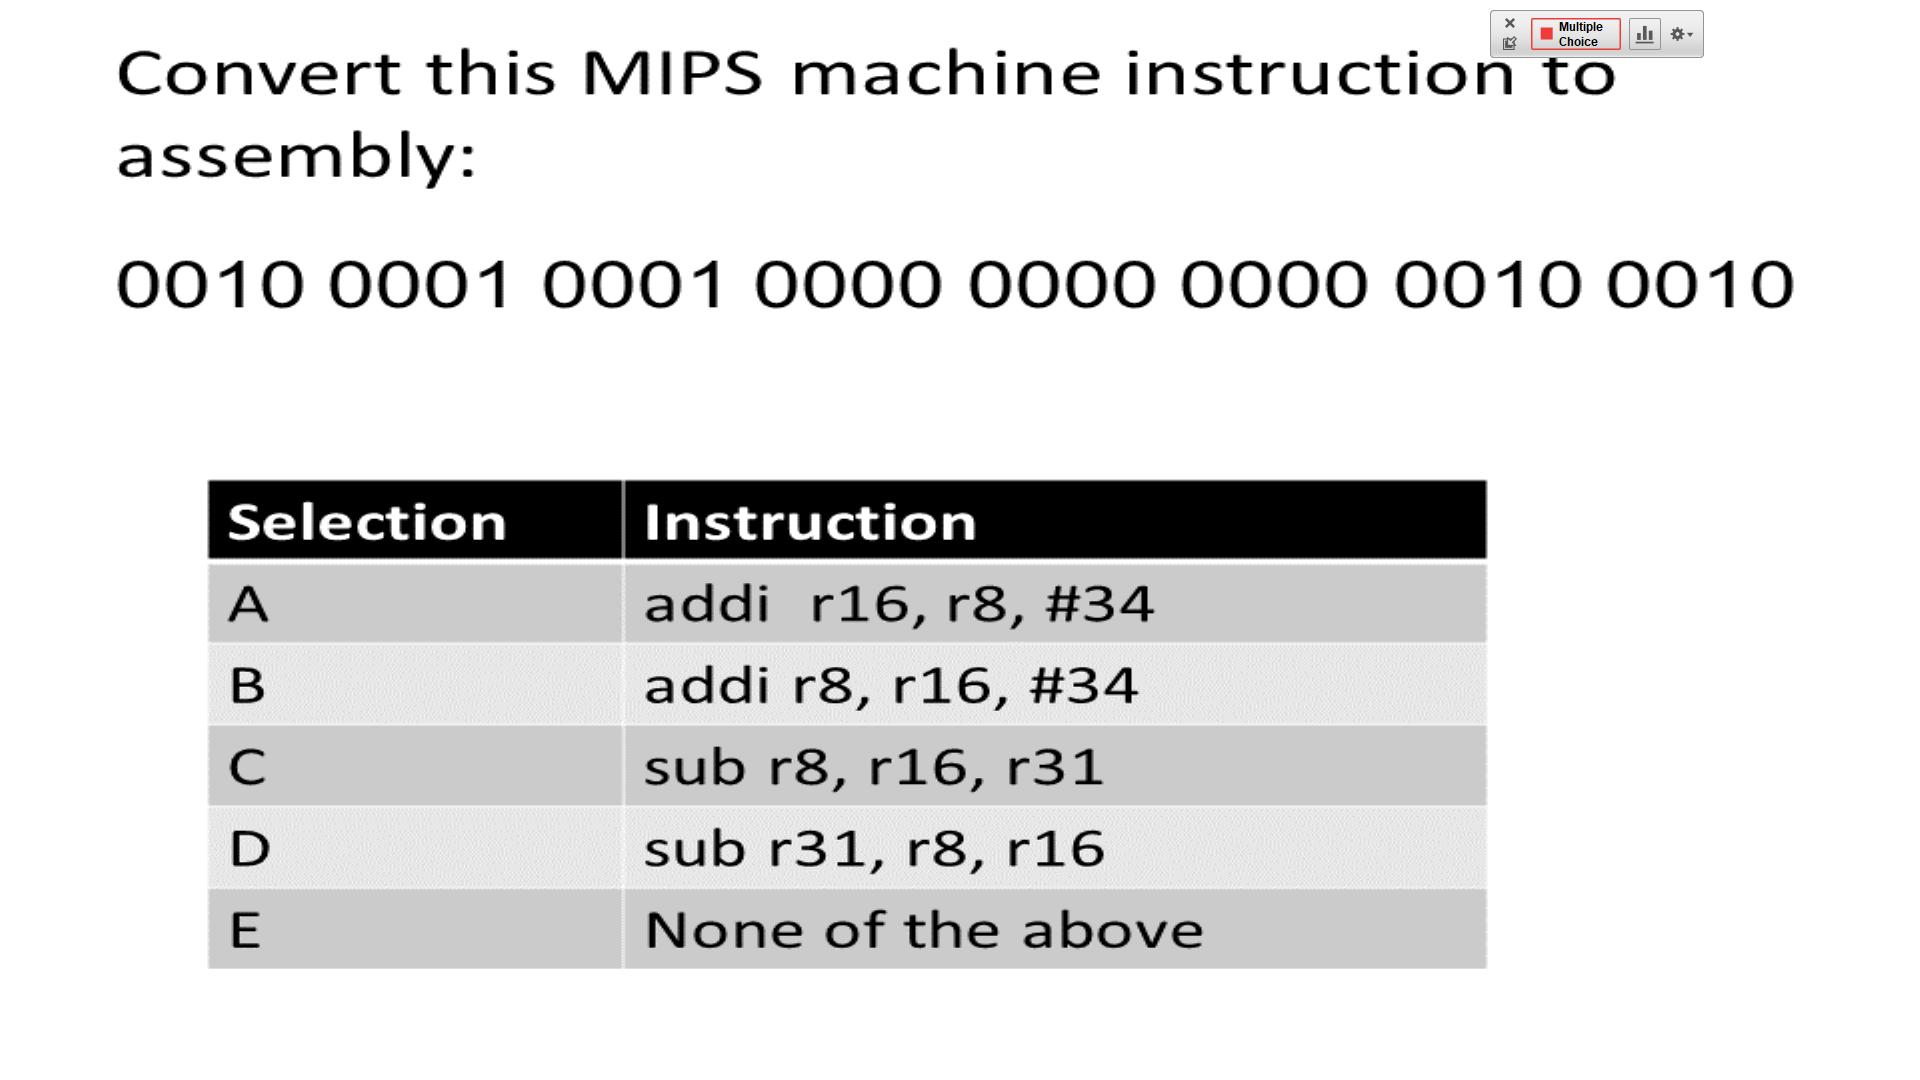 Multiple
Choice
Convert this MIPS machine instruction to
assembly:
0010 0001 0001 0000 0000 0000 0010 0010
Selection Instruction
A addi r16, r8, #34
B addi r8, r16, #34
C sub r8, r16, r31
D sub r31, r8, r16
E None of the above